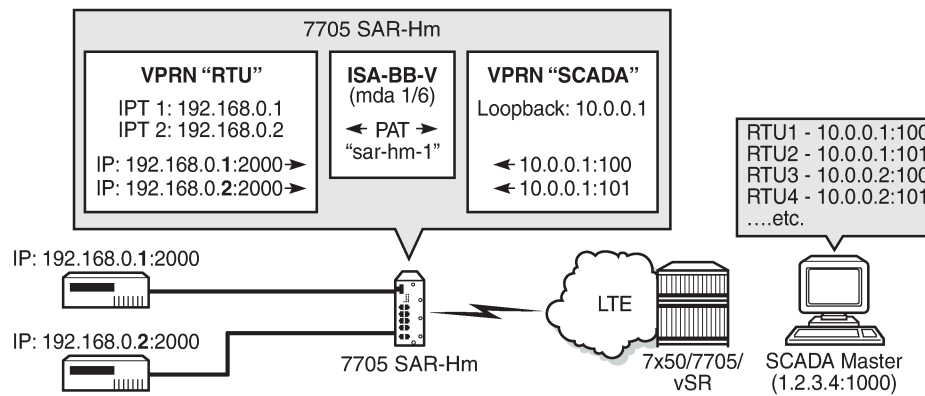 7705 SAR-Hm
VPRN “RTU”
IPT 1: 192.168.0.1
IPT 2: 192.168.0.2
IP: 192.168.0.1:2000
IP: 192.168.0.2:2000
ISA-BB-V
(mda 1/6)
PAT
“sar-hm-1”
VPRN “SCADA”
Loopback: 10.0.0.1
10.0.0.1:100
10.0.0.1:101
RTU1 - 10.0.0.1:100
RTU2 - 10.0.0.1:101
RTU3 - 10.0.0.2:100
RTU4 - 10.0.0.2:101
....etc.
IP: 192.168.0.1:2000
IP: 192.168.0.2:2000
7705 SAR-Hm
LTE
7x50/7705/
vSR
SCADA Master
(1.2.3.4:1000)